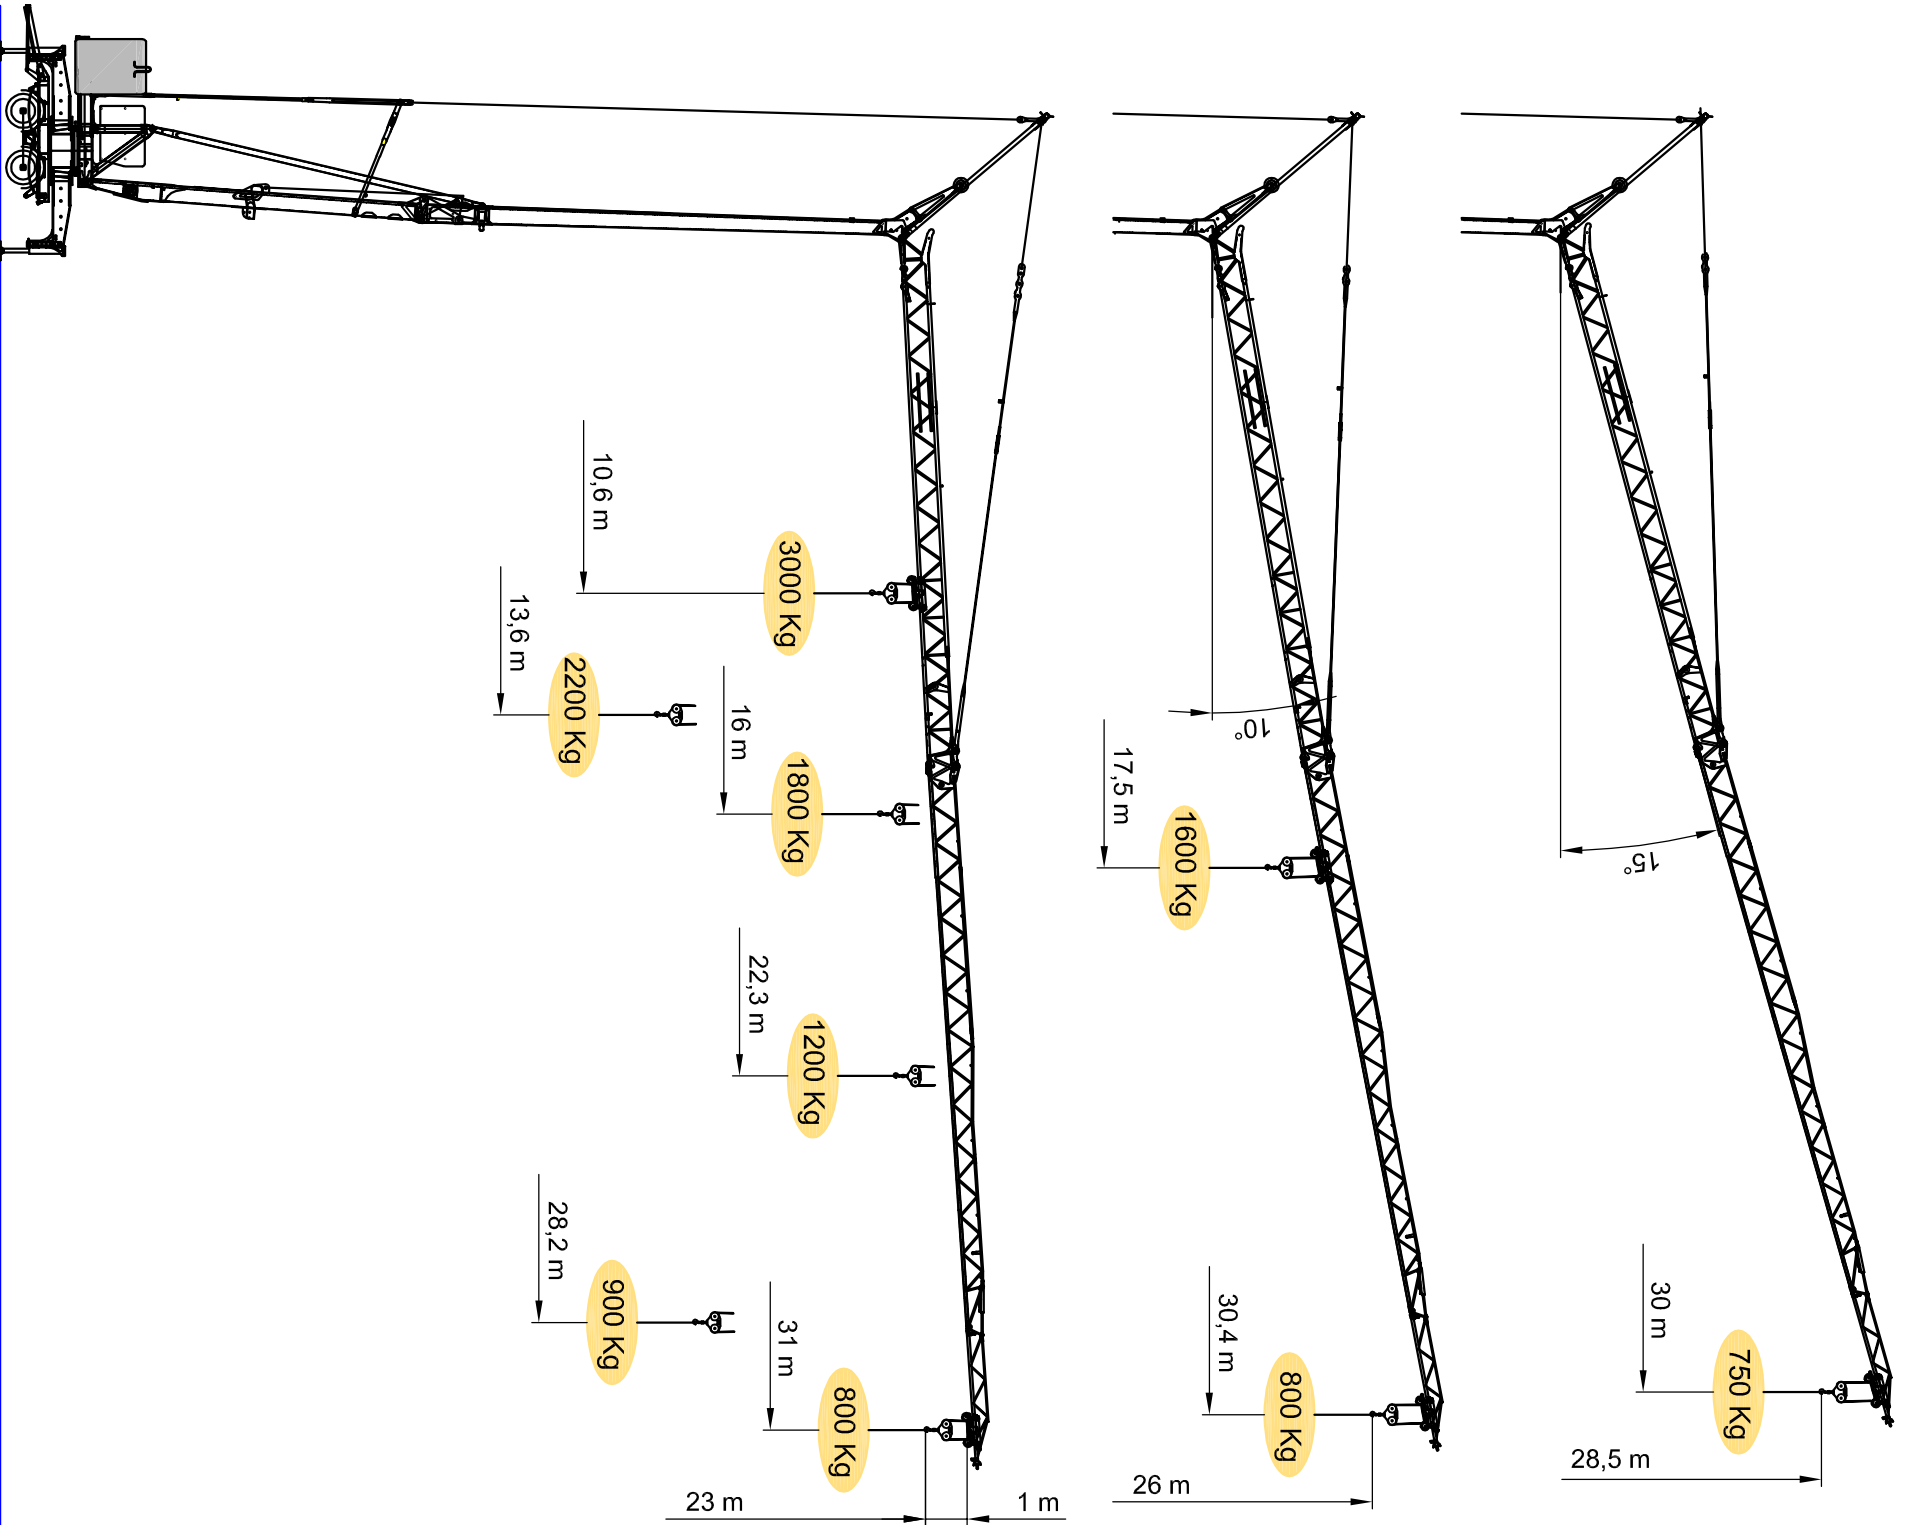 10,6 m
3000 Kg
13,6 m
2200 Kg
16 m
1800 Kg
22,3 m
1200 Kg
28,2 m
900 Kg
31 m
800 Kg
23 m
1 m
10°
17,5 m
1600 Kg
30,4 m
800 Kg
26 m
15°
30 m
750 Kg
28,5 m